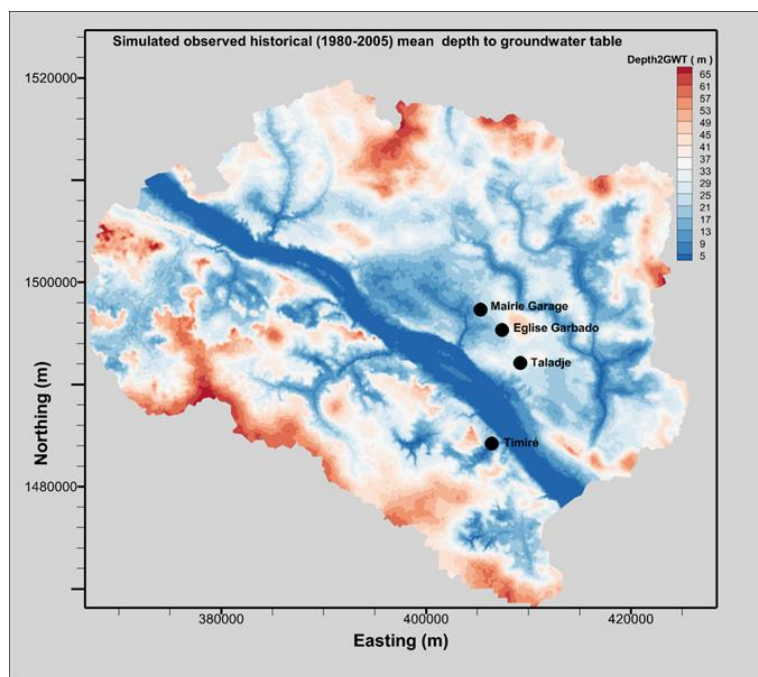 Simulated observed historical (1980-2005) mean depth to groundwater table
Depth2GWT ( m )
65
61
57
53
49
45
41
37
33
29
25
21
17
13
9
5
1520000
1500000
1480000
Northing (m)
Mairie Garage
Eglise Garbado
Taladje
Timiré
380000
400000
420000
Easting (m)